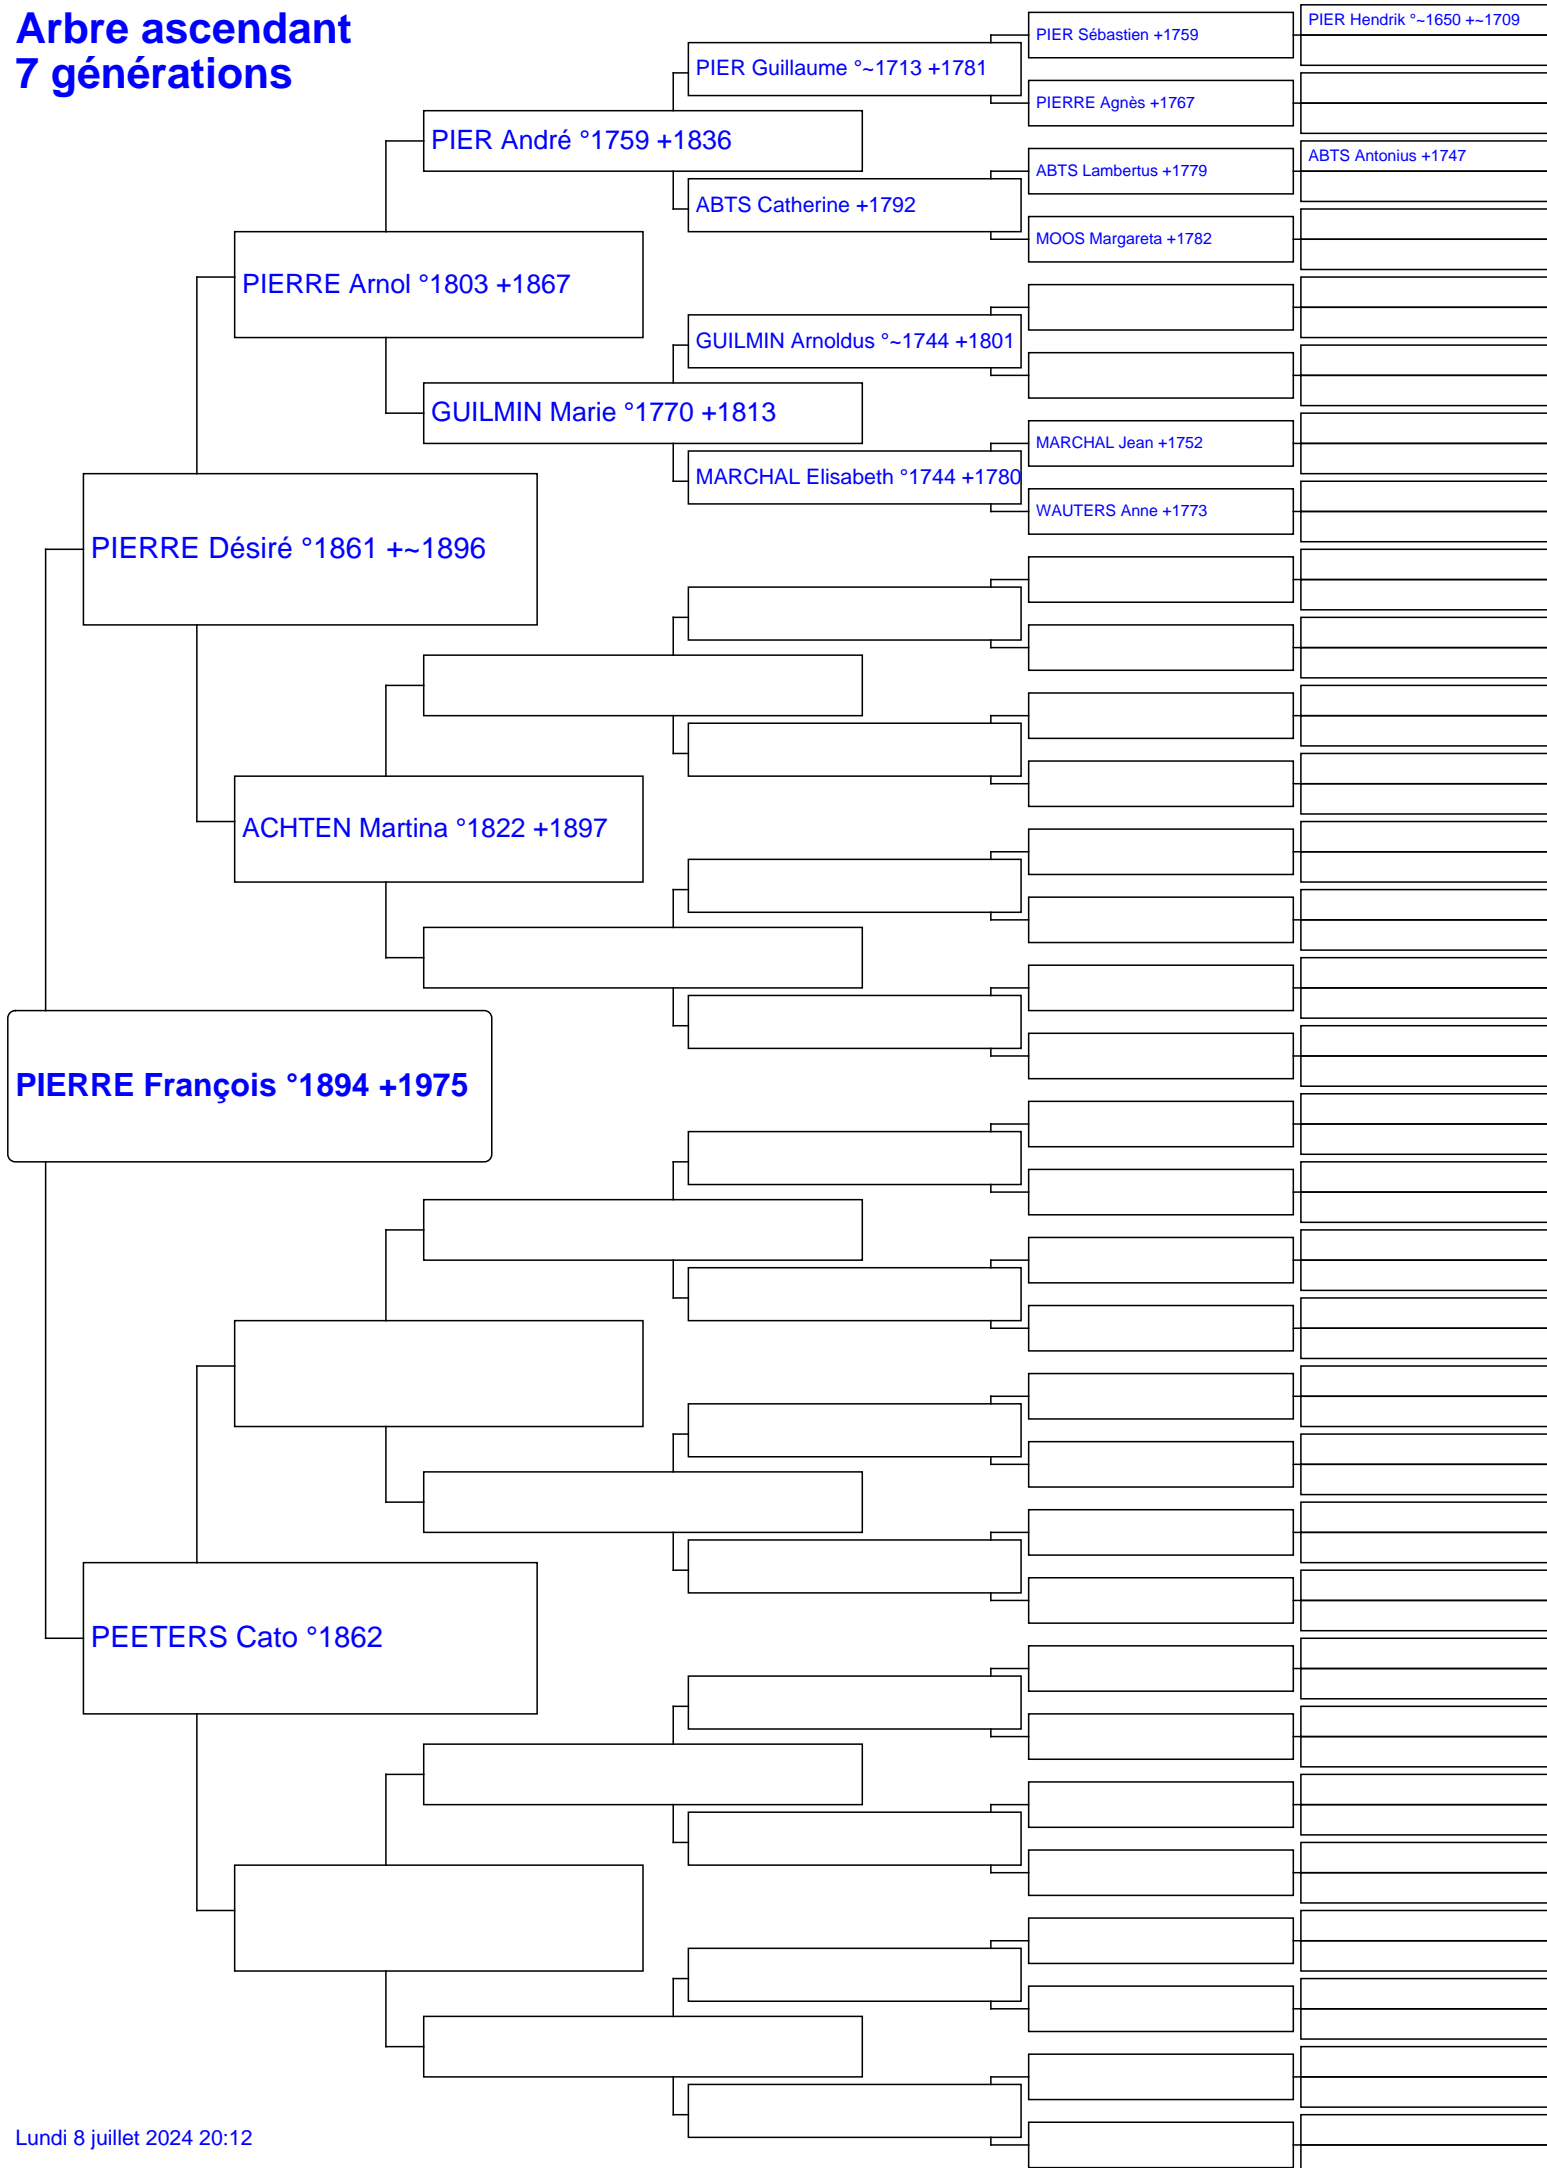 Arbre ascendant
7 générations
PIER Hendrik °~1650 +~1709
PIER Sébastien +1759
PIER Guillaume °~1713 +1781
PIERRE Agnès +1767
PIER André °1759 +1836
ABTS Antonius +1747
ABTS Lambertus +1779
ABTS Catherine +1792
MOOS Margareta +1782
PIERRE Arnol °1803 +1867
GUILMIN Arnoldus °~1744 +1801
GUILMIN Marie °1770 +1813
MARCHAL Jean +1752
MARCHAL Elisabeth °1744 +1780
WAUTERS Anne +1773
PIERRE Désiré °1861 +~1896
ACHTEN Martina °1822 +1897
PIERRE François °1894 +1975
PEETERS Cato °1862
Lundi 8 juillet 2024 20:12